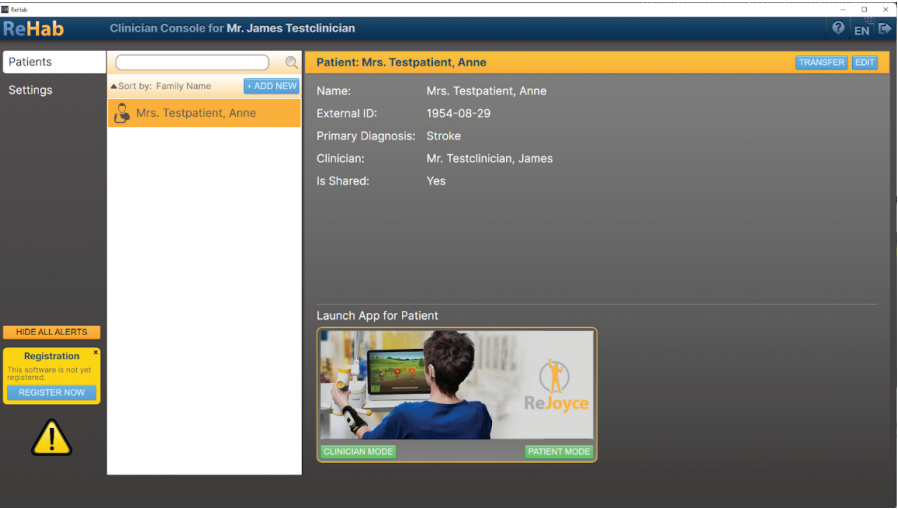 ReHab
ReHab
Clinician Console for Mr. James Testclinician
EN
Patients
Settings
Sort by: Family Name
+ ADD NEW
Mrs. Testpatient, Anne
Patient: Mrs. Testpatient, Anne
TRANSFER
EDIT
Name: Mrs. Testpatient, Anne
External ID: 1954-08-29
Primary Diagnosis: Stroke
Clinician: Mr. Testclinician, James
Is Shared: Yes
Launch App for Patient
ReJoyce
CLINICIAN MODE
PATIENT MODE
HIDE ALL ALERTS
Registration
This software is not yet
registered.
REGISTER NOW